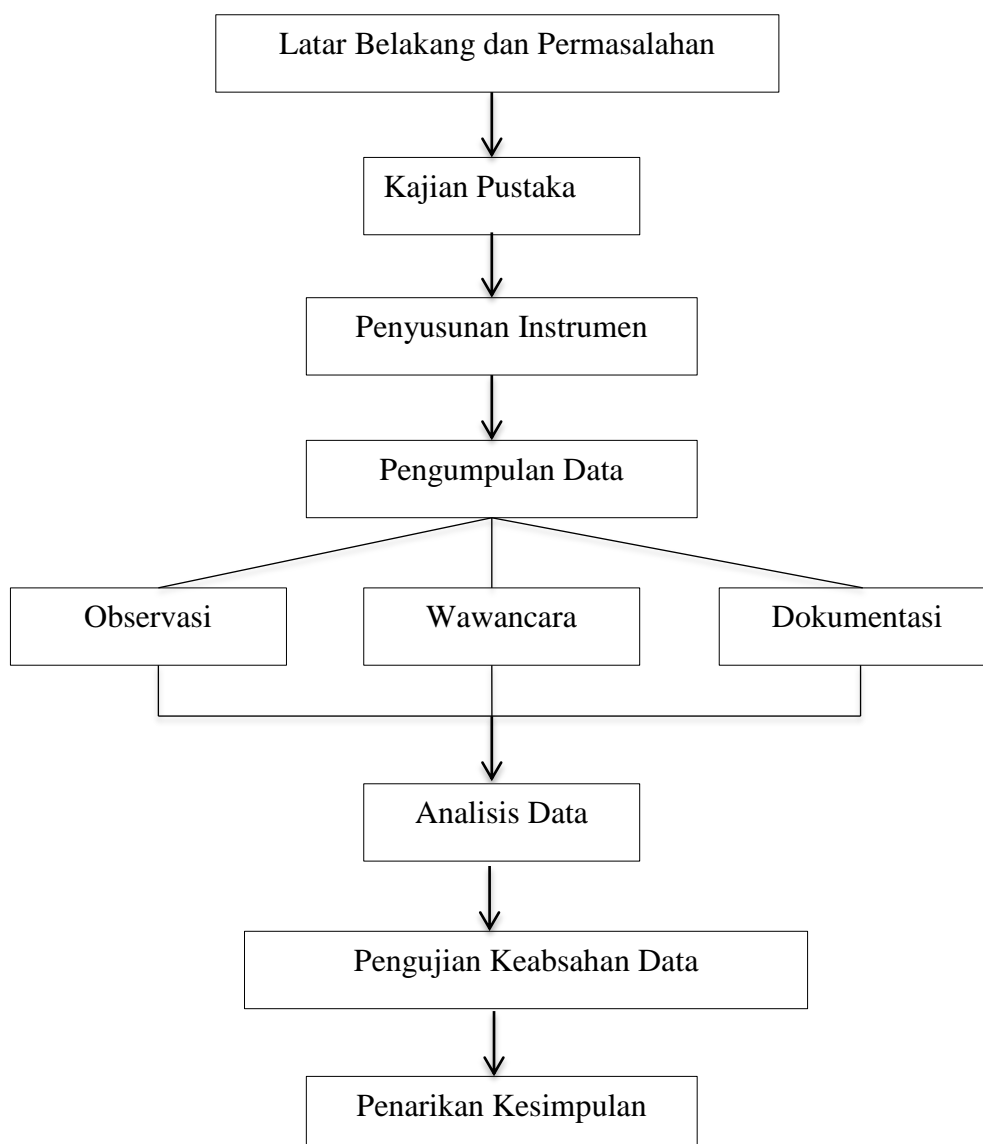 Latar Belakang dan Permasalahan
Kajian Pustaka
Penyusunan Instrumen
Pengumpulan Data
Observasi
Wawancara
Dokumentasi
Analisis Data
Pengujian Keabsahan Data
Penarikan Kesimpulan